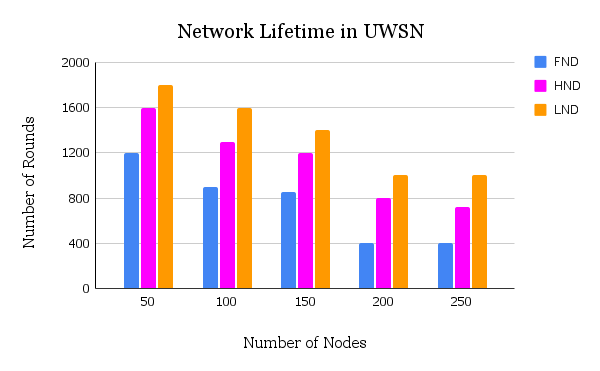 Network Lifetime in UWSN
FND
HND
LND
Number of Rounds
2000
1600
1200
800
400
0
50 100 150 200 250
Number of Nodes